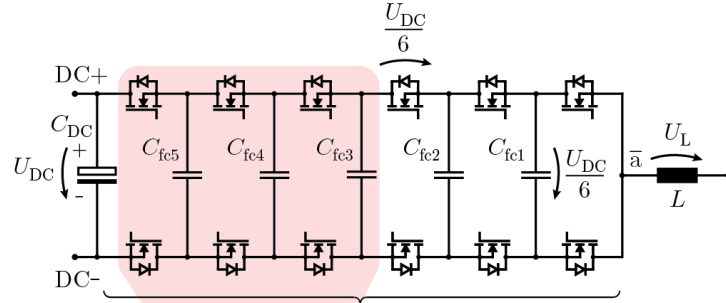 U_DC
6
DC+
C_DC
+
U_DC
-
C_fc5
C_fc4
C_fc3
C_fc2
C_fc1
U_DC
6
a̅
U_L
L
DC-